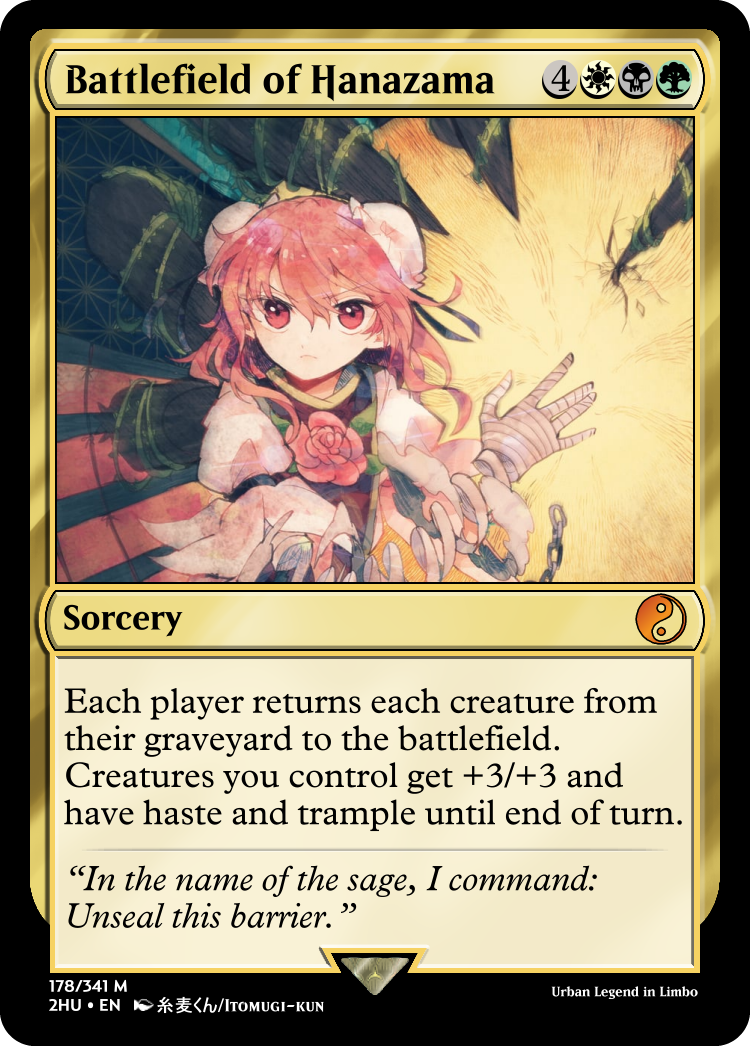 Battlefield of Hanazama 4
Sorcery
Each player returns each creature from
their graveyard to the battlefield.
Creatures you control get +3/+3 and
have haste and trample until end of turn.
“In the name of the sage, I command:
Unseal this barrier.”
178/341 M
2HU • EN 糸麦くん/Itomugi-kun
Urban Legend in Limbo